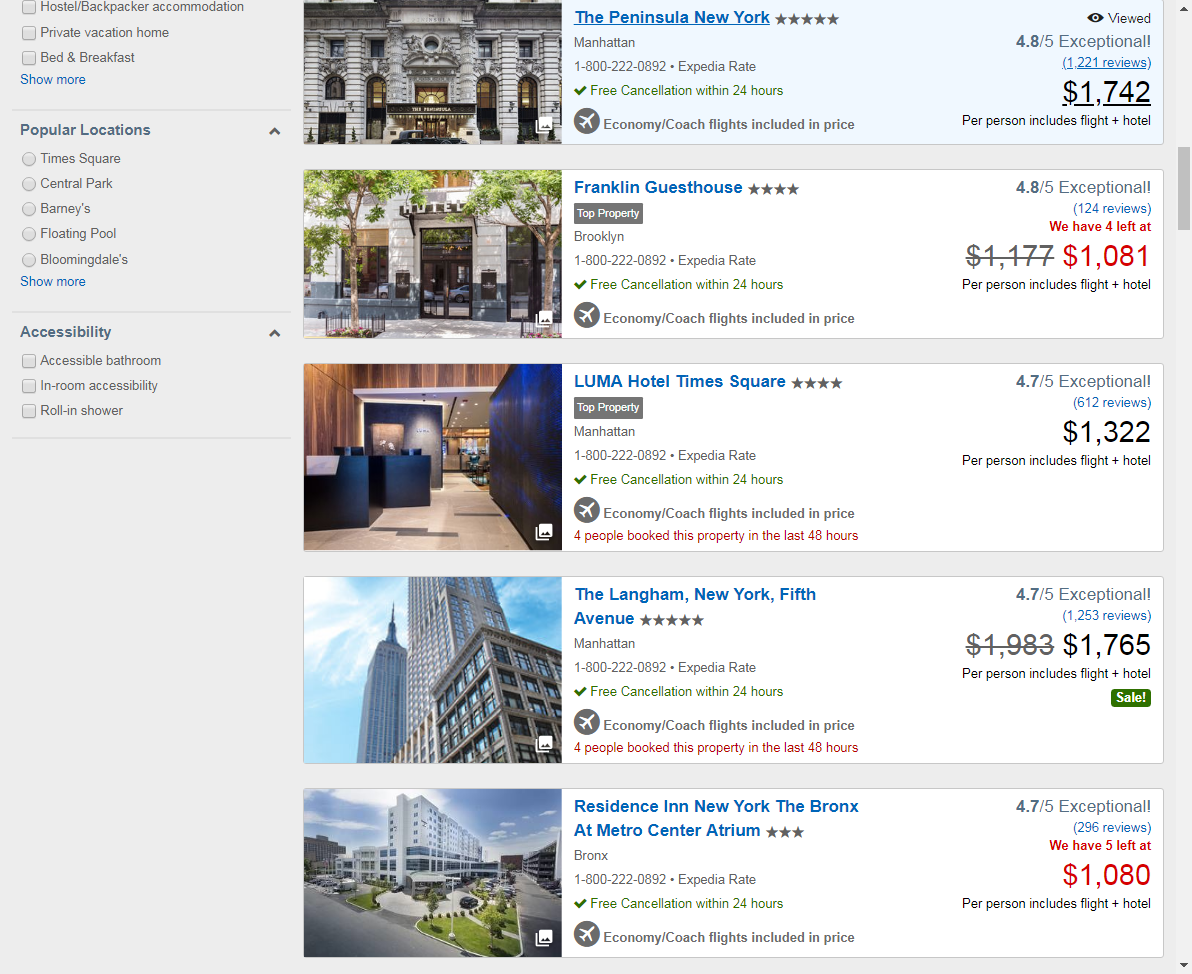 Hostel/Backpacker accommodation
Private vacation home
Bed & Breakfast
Show more
Popular Locations
Times Square
Central Park
Barney's
Floating Pool
Bloomingdale's
Show more
Accessibility
Accessible bathroom
In-room accessibility
Roll-in shower
THE PENINSULA
The Peninsula New York
Manhattan
1-800-222-0892 • Expedia Rate
Free Cancellation within 24 hours
Economy/Coach flights included in price
Viewed
4.8/5 Exceptional!
(1,221 reviews)
$1,742
Per person includes flight + hotel
HOTEL
Franklin Guesthouse
Top Property
Brooklyn
1-800-222-0892 • Expedia Rate
Free Cancellation within 24 hours
Economy/Coach flights included in price
4.8/5 Exceptional!
(124 reviews)
We have 4 left at
$1,177 $1,081
Per person includes flight + hotel
LUMA Hotel Times Square
Top Property
Manhattan
1-800-222-0892 • Expedia Rate
Free Cancellation within 24 hours
Economy/Coach flights included in price
4 people booked this property in the last 48 hours
4.7/5 Exceptional!
(612 reviews)
$1,322
Per person includes flight + hotel
The Langham, New York, Fifth
Avenue
Manhattan
1-800-222-0892 • Expedia Rate
Free Cancellation within 24 hours
Economy/Coach flights included in price
4 people booked this property in the last 48 hours
4.7/5 Exceptional!
(1,253 reviews)
$1,983 $1,765
Per person includes flight + hotel
Sale!
Residence Inn New York The Bronx
At Metro Center Atrium
Bronx
1-800-222-0892 • Expedia Rate
Free Cancellation within 24 hours
Economy/Coach flights included in price
4.7/5 Exceptional!
(296 reviews)
We have 5 left at
$1,080
Per person includes flight + hotel